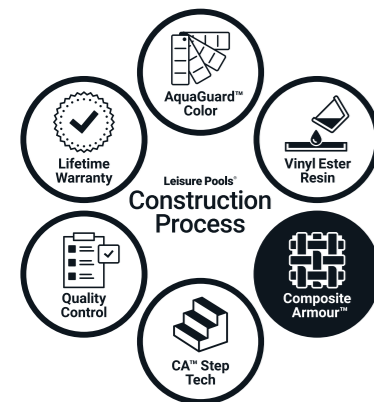 AquaGuard™
Color
Lifetime
Warranty
Vinyl Ester
Resin
Leisure Pools®
Construction
Process
Quality
Control
Composite
Armour™
CA™ Step
Tech